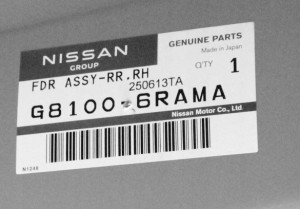 NISSAN
GROUP
GENUINE PARTS
Made in Japan
FDR ASSY-RR.RH
Q'TY 1
250613TA
G8100-6RAMA
Nissan Motor Co., Ltd.
N1248